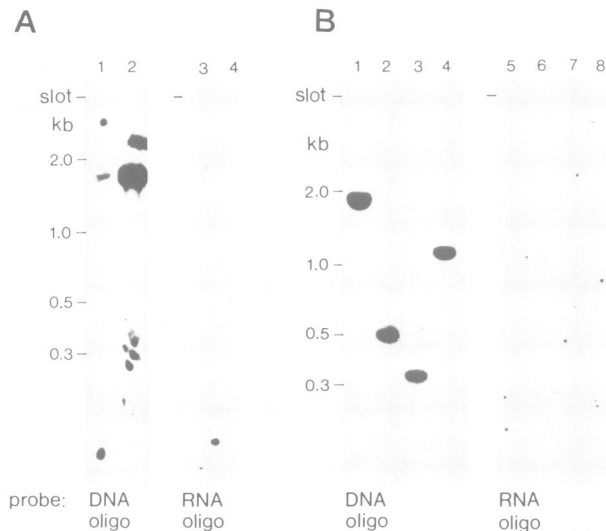 A
1 2 3 4
slot
kb
2.0
1.0
0.5
0.3
probe: DNA oligo RNA oligo
B
1 2 3 4 5 6 7 8
slot
kb
2.0
1.0
0.5
0.3
DNA oligo RNA oligo